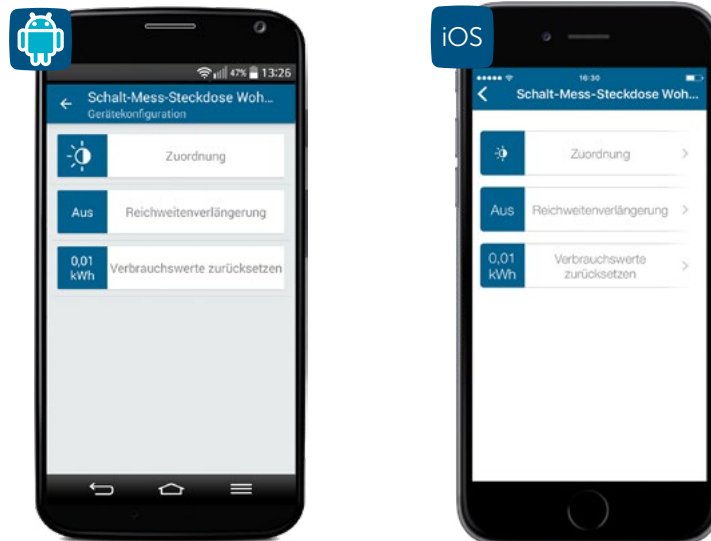 47% 13:26
Schalt-Mess-Steckdose Woh...
Gerätekonfiguration
Zuordnung
Aus Reichweitenverlängerung
0,01
kWh
Verbrauchswerte zurücksetzen
iOS
16:30
Schalt-Mess-Steckdose Woh...
Zuordnung
Aus Reichweitenverlängerung
0,01
kWh
Verbrauchswerte
zurücksetzen